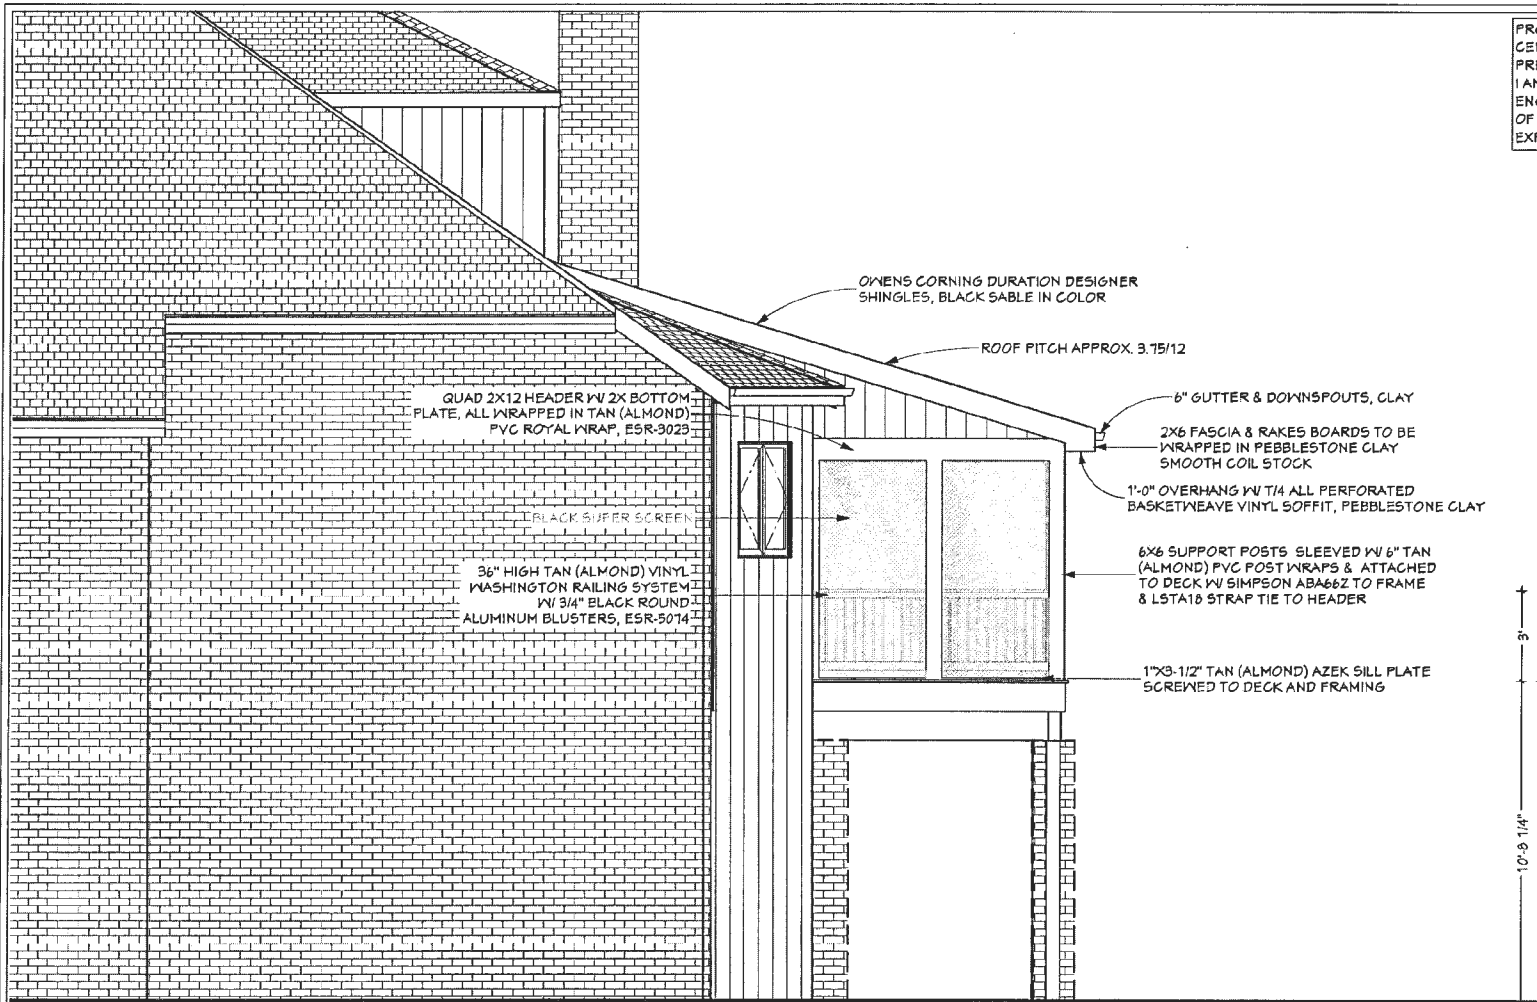 OWENS CORNING DURATION DESIGNER
SHINGLES, BLACK SABLE IN COLOR
ROOF PITCH APPROX. 3.75/12
QUAD 2X12 HEADER W/ 2X BOTTOM
PLATE, ALL WRAPPED IN TAN (ALMOND)
PVC ROYAL WRAP, ESR-3023
6" GUTTER & DOWNSPOUTS, CLAY
2X6 FASCIA & RAKES BOARDS TO BE
WRAPPED IN PEBBLESTONE CLAY
SMOOTH COIL STOCK
1'-0" OVERHANG W/ T/4 ALL PERFORATED
BASKETWEAVE VINYL SOFFIT, PEBBLESTONE CLAY
BLACK SUPER SCREEN
6X6 SUPPORT POSTS SLEEVED W/ 6" TAN
(ALMOND) PVC POST WRAPS & ATTACHED
TO DECK W/ SIMPSON ABA66Z TO FRAME
& LSTA18 STRAP TIE TO HEADER
36" HIGH TAN (ALMOND) VINYL
WASHINGTON RAILING SYSTEM
W/ 3/4" BLACK ROUND
ALUMINUM BLUSTERS, ESR-5074
1"X3-1/2" TAN (ALMOND) AZEK SILL PLATE
SCREWED TO DECK AND FRAMING
3'
10'-8 1/4"
OF